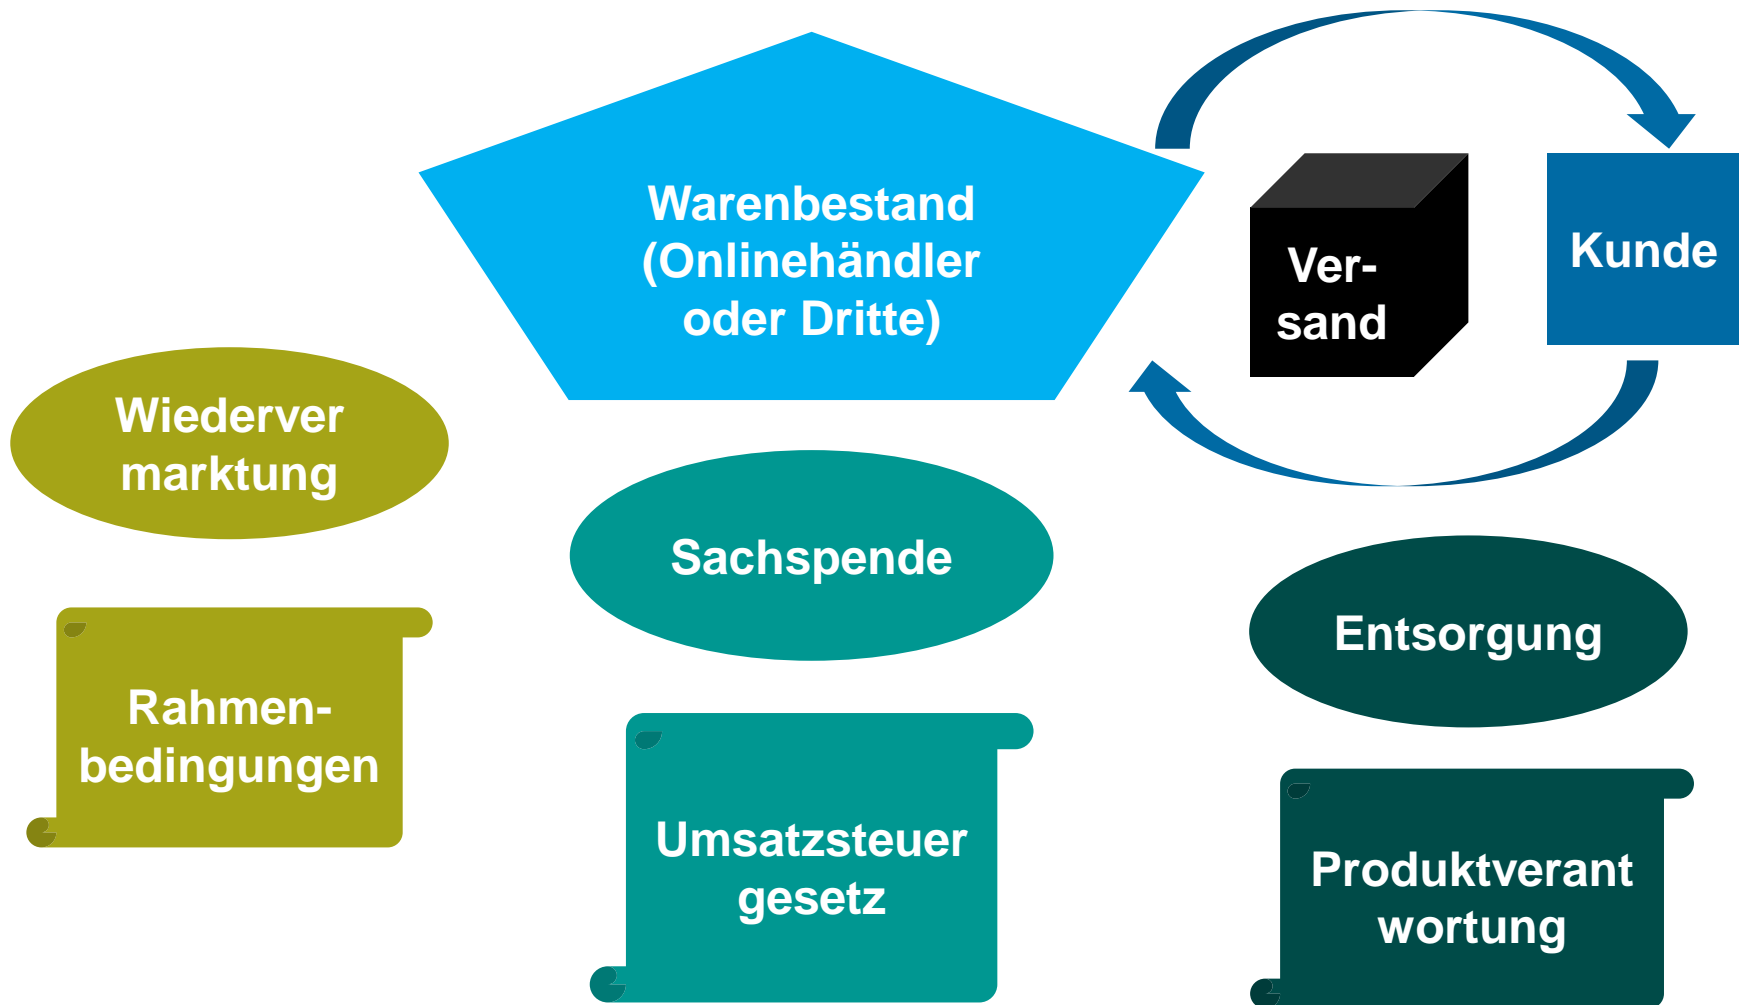 Warenbestand
(Onlinehändler
oder Dritte)
Ver-
sand
Kunde
Wiederver
marktung
Sachspende
Entsorgung
Rahmen-
bedingungen
Umsatzsteuer
gesetz
Produktverant
wortung